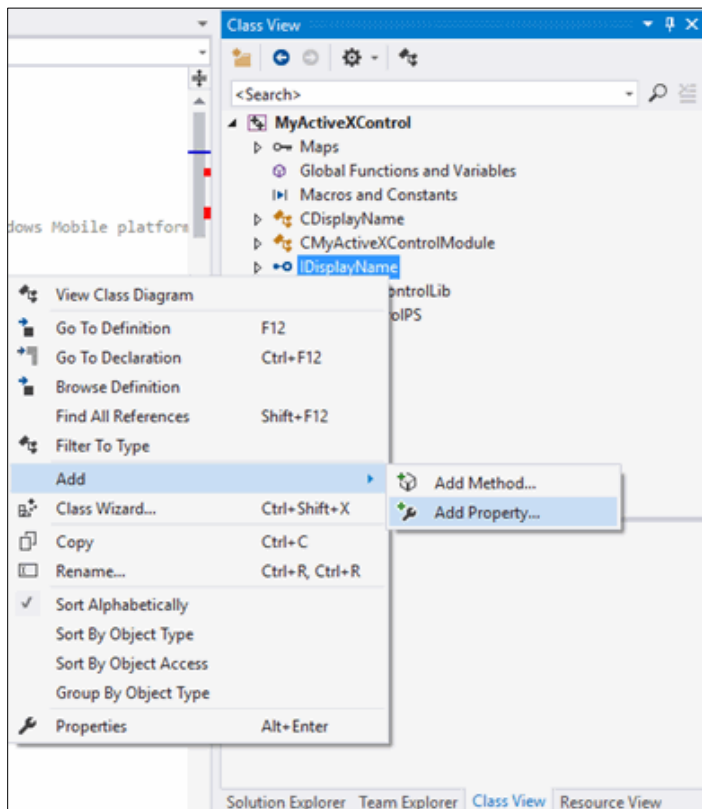 Class View
<Search>
MyActiveXControl
Maps
Global Functions and Variables
Macros and Constants
dows Mobile platform
CDisplayName
CMyActiveXControlModule
IDisplayName
ontrolLib
olPS
View Class Diagram
Go To Definition F12
Go To Declaration Ctrl+F12
Browse Definition
Find All References Shift+F12
Filter To Type
Add
Add Method...
Class Wizard... Ctrl+Shift+X
Add Property...
Copy Ctrl+C
Rename... Ctrl+R, Ctrl+R
Sort Alphabetically
Sort By Object Type
Sort By Object Access
Group By Object Type
Properties Alt+Enter
Solution Explorer Team Explorer Class View Resource View